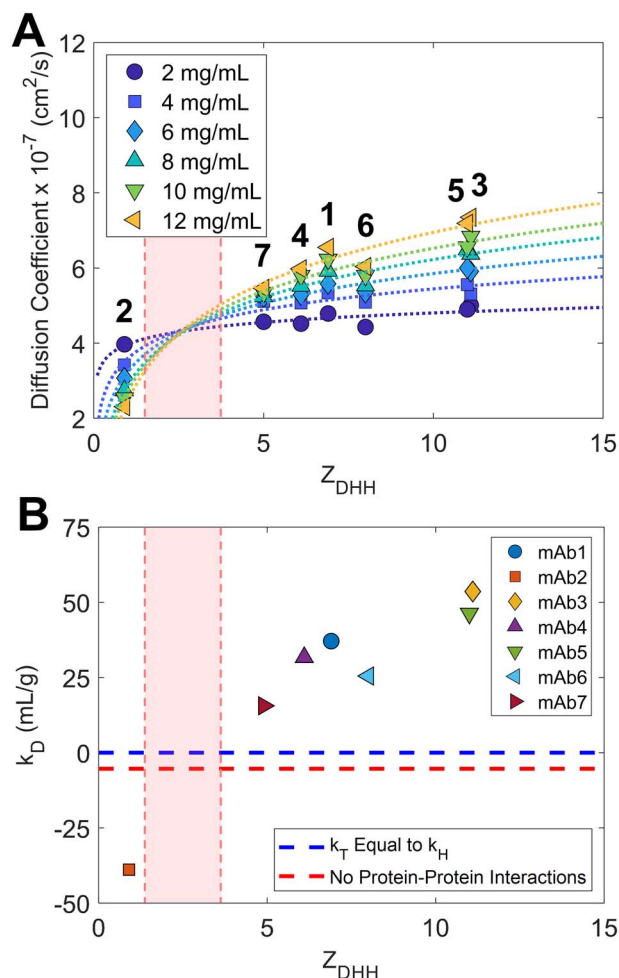 A
Diffusion Coefficient x 10^-7 (cm²/s)
12
10
8
6
4
2
2 mg/mL
4 mg/mL
6 mg/mL
8 mg/mL
10 mg/mL
12 mg/mL
2
7
4
1
6
5 3
0 5 10 15
Z_DHH
B
k_D (mL/g)
75
50
25
0
-25
-50
mAb1
mAb2
mAb3
mAb4
mAb5
mAb6
mAb7
k_T Equal to k_H
No Protein-Protein Interactions
0 5 10 15
Z_DHH